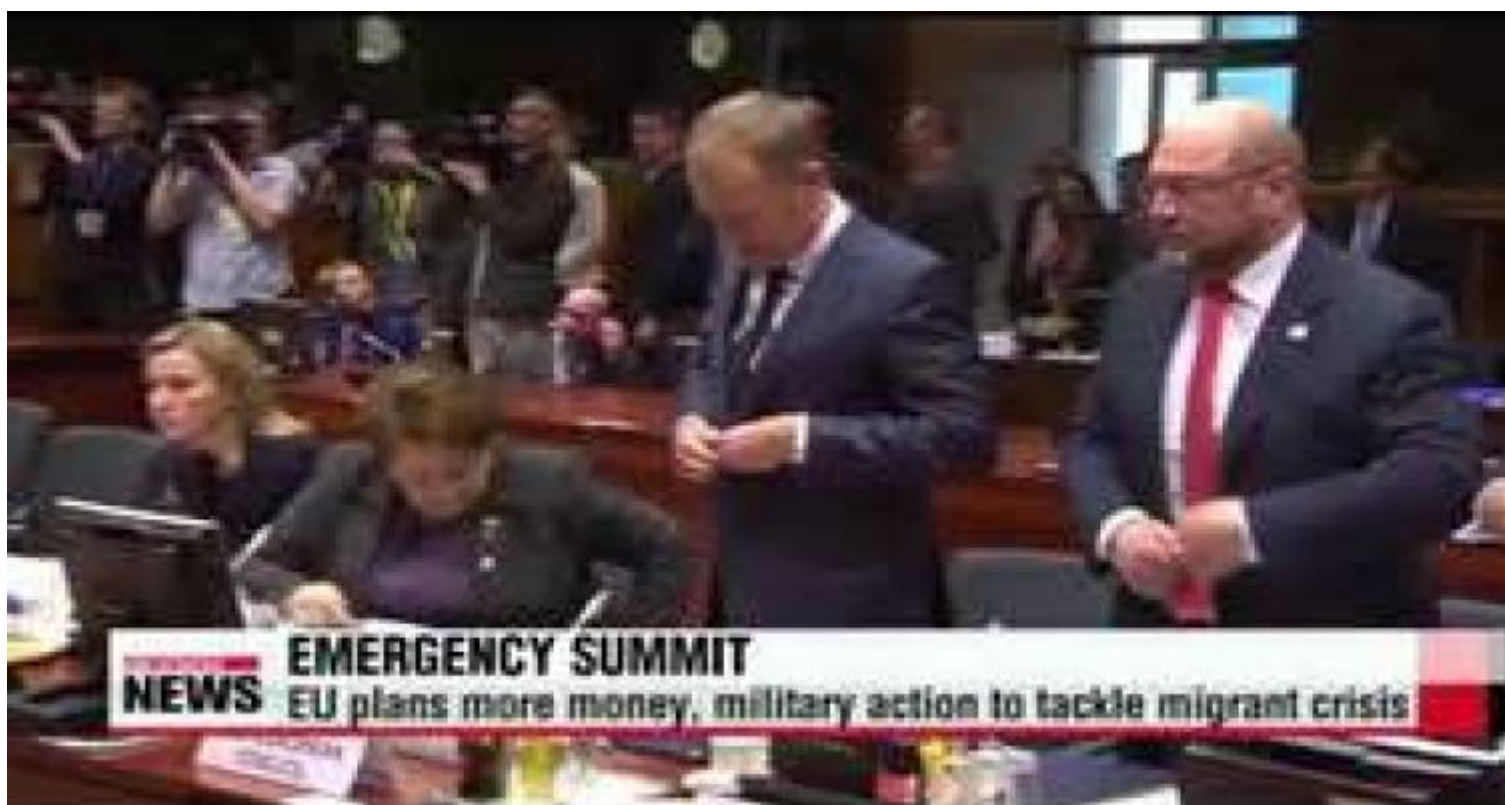 EMERGENCY SUMMIT
NEWS
EU plans more money, military action to tackle migrant crisis